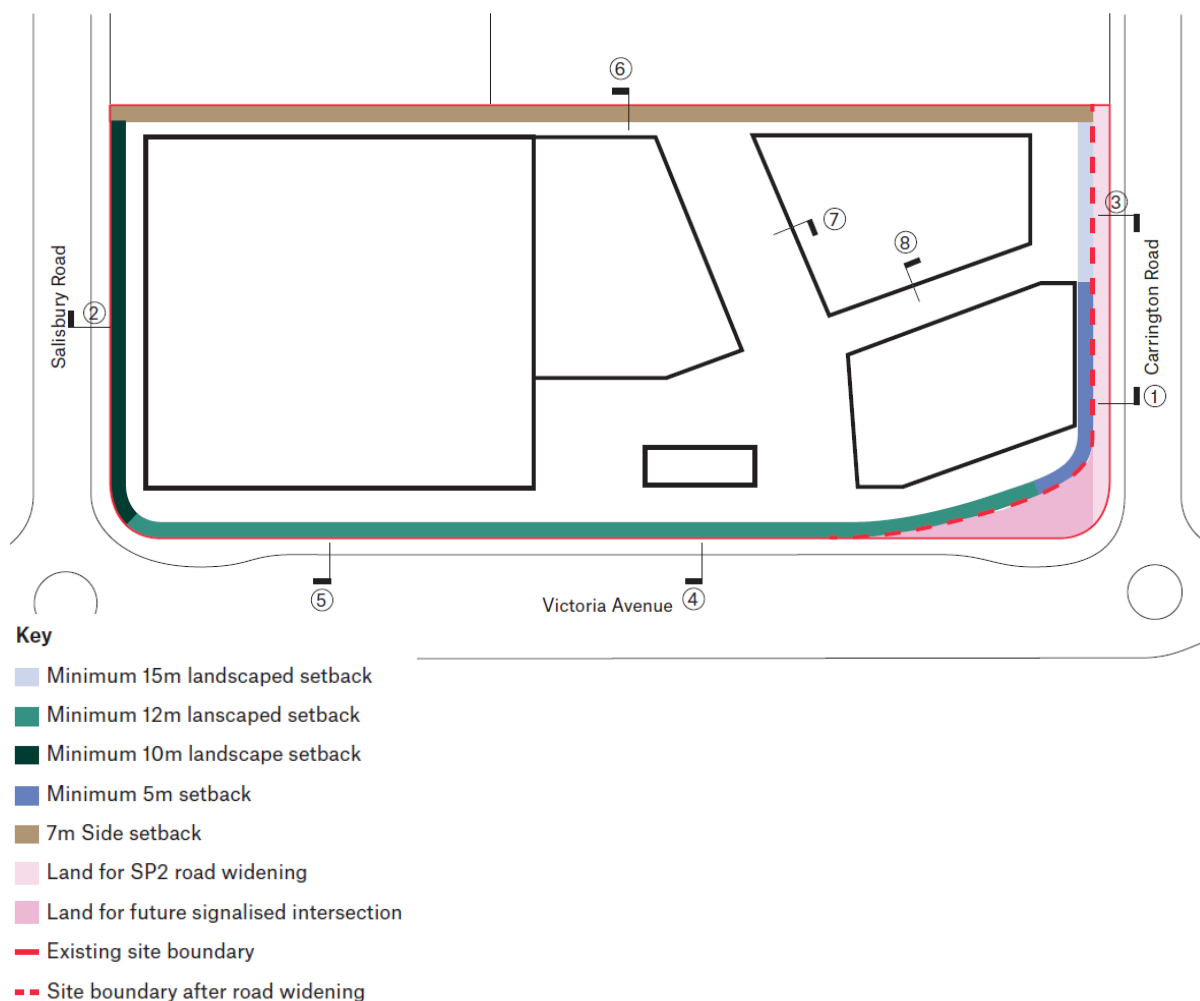 ⑥
③
⑦
⑧
Salisbury Road
②
Carrington Road
①
⑤
Victoria Avenue
④
Key
Minimum 15m landscaped setback
Minimum 12m lanscaped setback
Minimum 10m landscape setback
Minimum 5m setback
7m Side setback
Land for SP2 road widening
Land for future signalised intersection
Existing site boundary
Site boundary after road widening